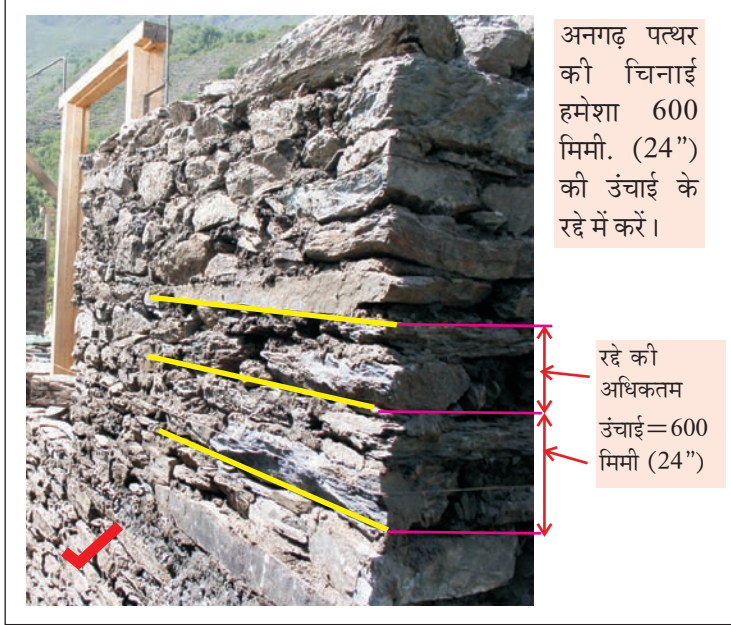 अनगढ़ पत्थर
की चिनाई
हमेशा 600
मिमी. (24”)
की उंचाई के
रद्दे में करें।
रद्दे की
अधिकतम
उंचाई=600
मिमी (24”)